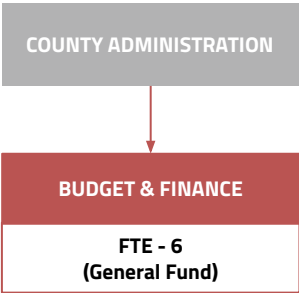 COUNTY ADMINISTRATION
BUDGET & FINANCE
FTE - 6
(General Fund)